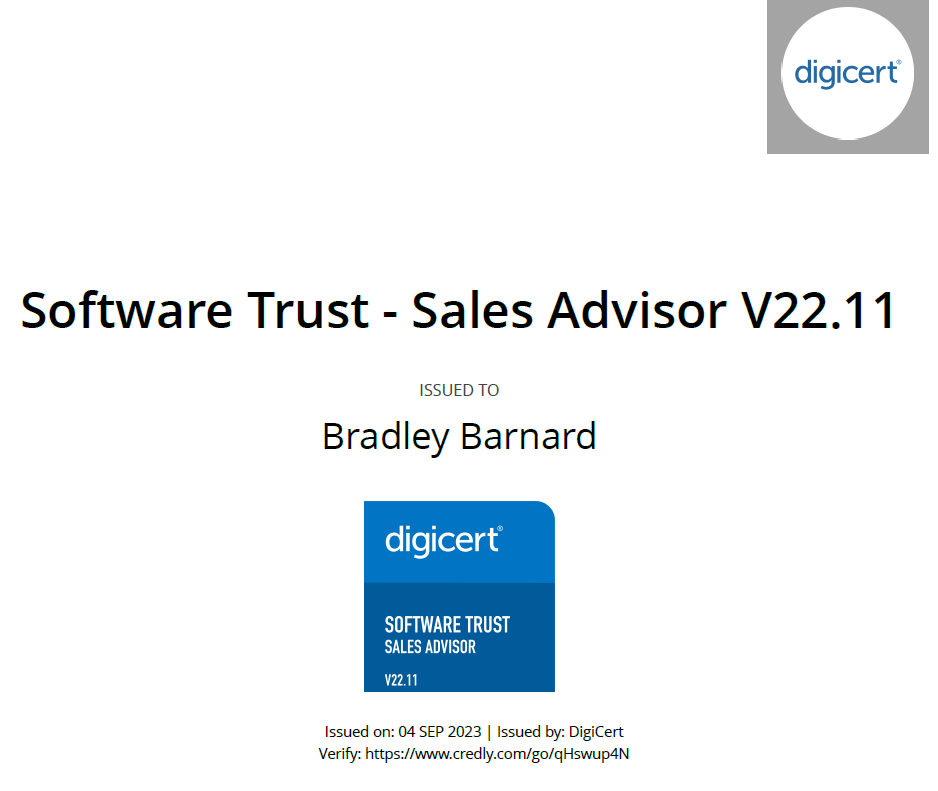 digicert®
Software Trust - Sales Advisor V22.11
ISSUED TO
Bradley Barnard
digicert®
SOFTWARE TRUST
SALES ADVISOR
V22.11
Issued on: 04 SEP 2023 | Issued by: DigiCert
Verify: https://www.credly.com/go/qHswup4N